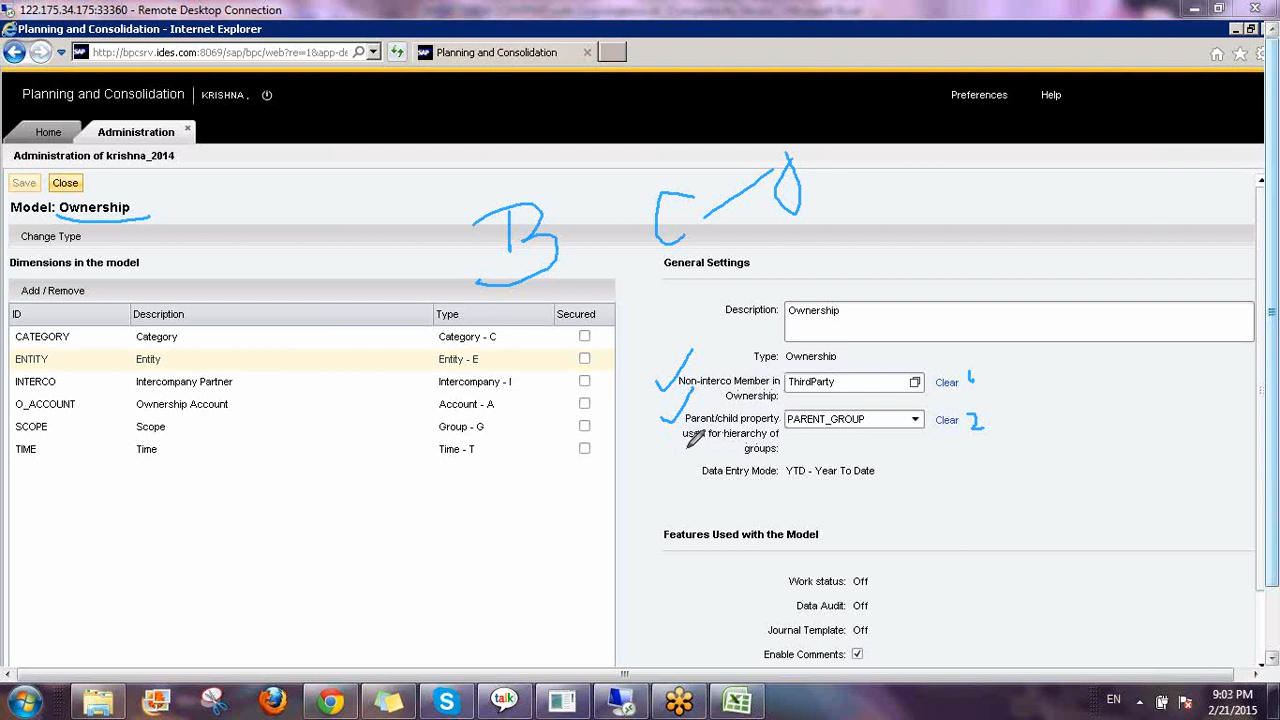 122.175.34.175:33360 - Remote Desktop Connection
Planning and Consolidation - Internet Explorer
http://bpcsrv.ides.com:8069/sap/bpc/web?re=1&app-de
SAP Planning and Consolidation
Planning and Consolidation KRISHNA . Preferences Help
Home Administration
Administration of krishna_2014
Save Close
Model: Ownership
B C
Change Type
Dimensions in the model General Settings
Add / Remove
ID Description Type Secured
CATEGORY Category Category - C
ENTITY Entity Entity - E
INTERCO Intercompany Partner Intercompany - I
O_ACCOUNT Ownership Account Account - A
SCOPE Scope Group - G
TIME Time Time - T
Description: Ownership
Type: Ownership
Non-interco Member in
Ownership: ThirdParty Clear
Parent/child property
used for hierarchy of
groups: PARENT_GROUP Clear 2
Data Entry Mode: YTD - Year To Date
Features Used with the Model
Work status: Off
Data Audit: Off
Journal Template: Off
Enable Comments:
talk
EN 9:03 PM
2/21/2015